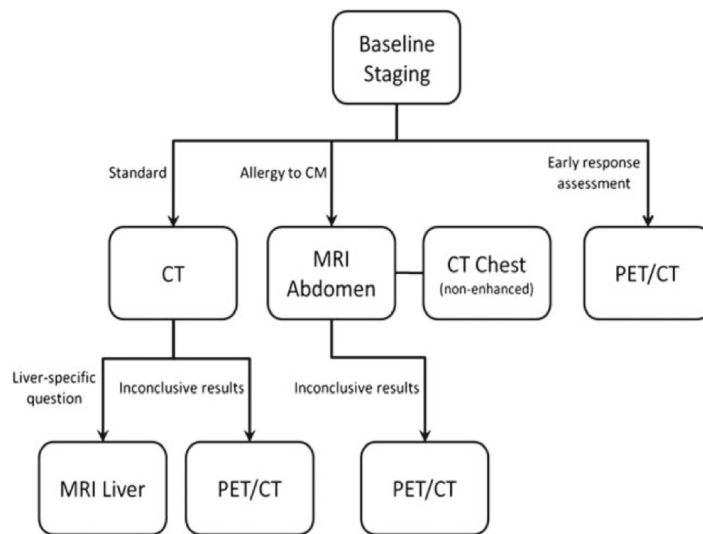 Baseline
Staging
Standard
Allergy to CM
Early response
assessment
CT
MRI
Abdomen
CT Chest
(non-enhanced)
PET/CT
Liver-specific
question
Inconclusive results
Inconclusive results
MRI Liver
PET/CT
PET/CT